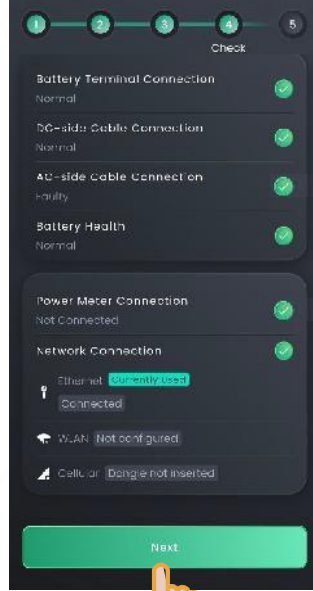 1 2 3 4 5
Check
Battery Terminal Connection
Normal
DC-side Cable Connection
Normal
AC-side Cable Connection
Faulty
Battery Health
Normal
Power Meter Connection
Not Connected
Network Connection
Ethernet Currently used
Connected
WLAN Not configured
Cellular Dongle not inserted
Next